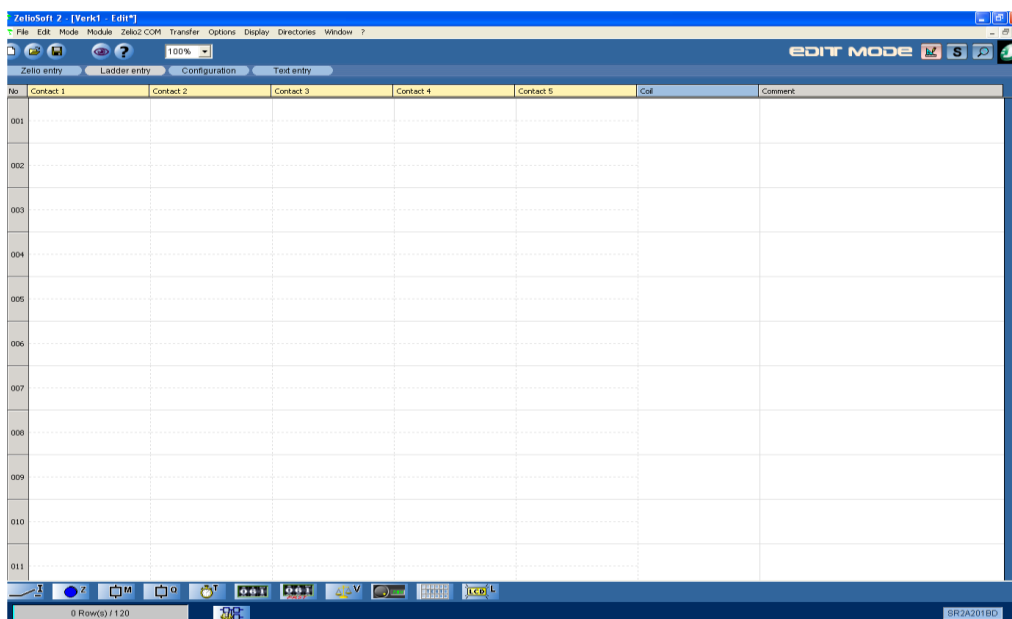 ZelioSoft 2 - [Verk1 - Edit*]
File Edit Mode Module Zelio2 COM Transfer Options Display Directories Window ?
100% EDIT MODE S
Zelio entry Ladder entry Configuration Text entry
No Contact 1 Contact 2 Contact 3 Contact 4 Contact 5 Coil Comment
001
002
003
004
005
006
007
008
009
010
011
I Z M Q T V L
LCD
0 Row(s) / 120 SR2A201BD